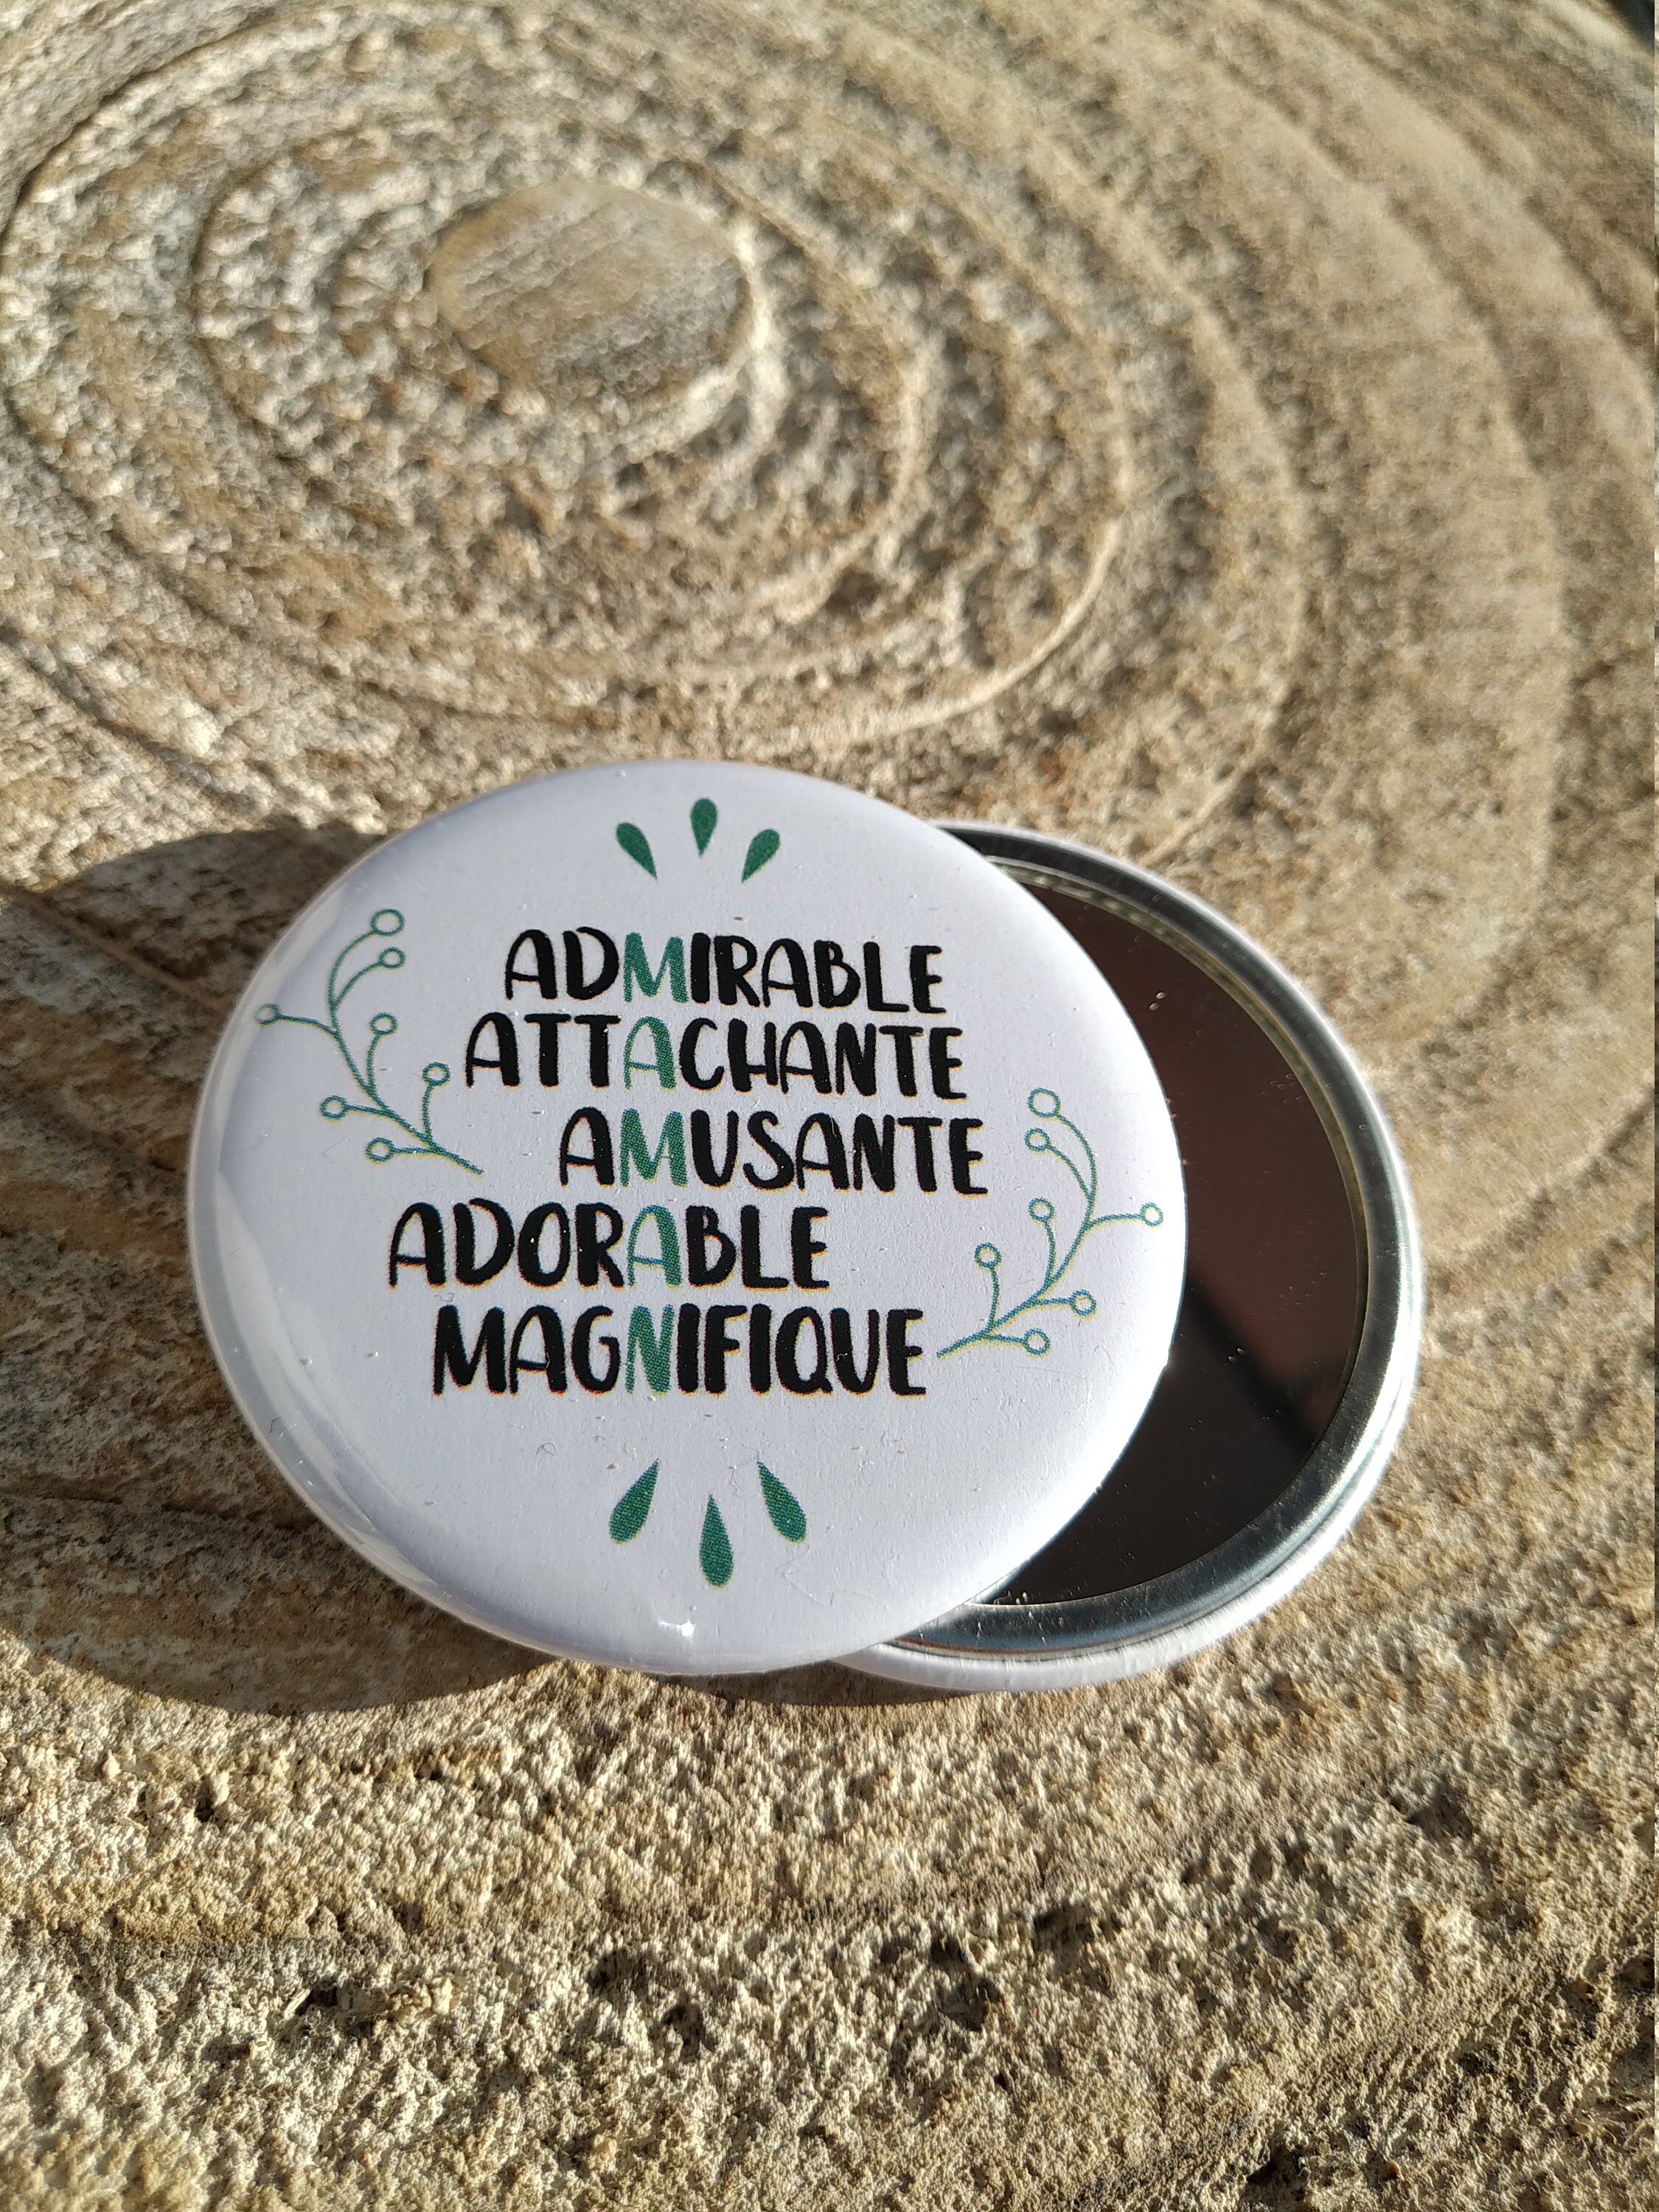 ADMIRABLE
ATTACHANTE
AMUSANTE
ADORABLE
MAGNIFIQUE